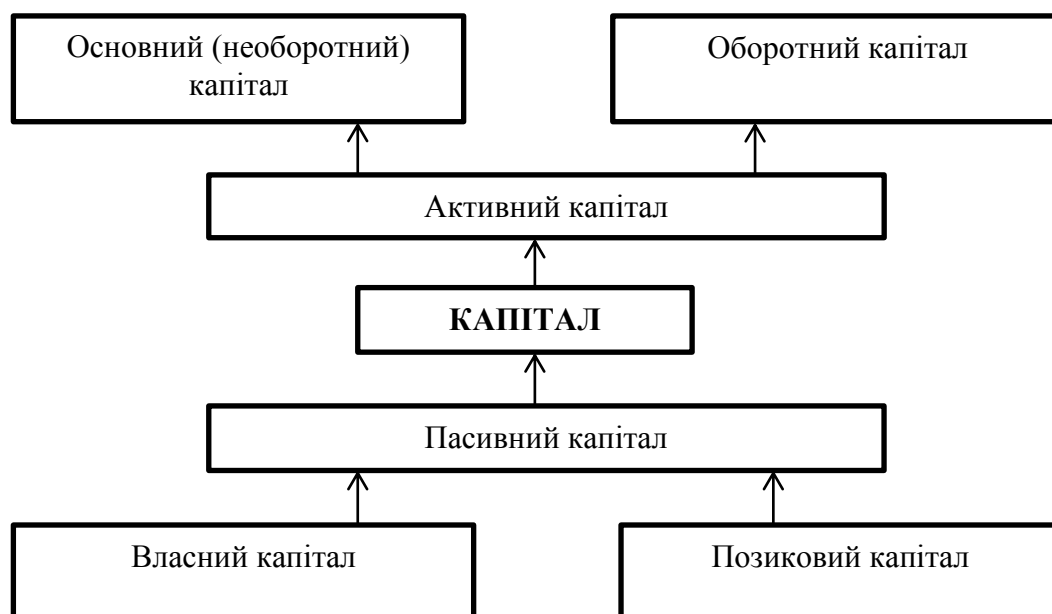 Основний (необоротний)
капітал
Оборотний капітал
Активний капітал
КАПІТАЛ
Пасивний капітал
Власний капітал
Позиковий капітал